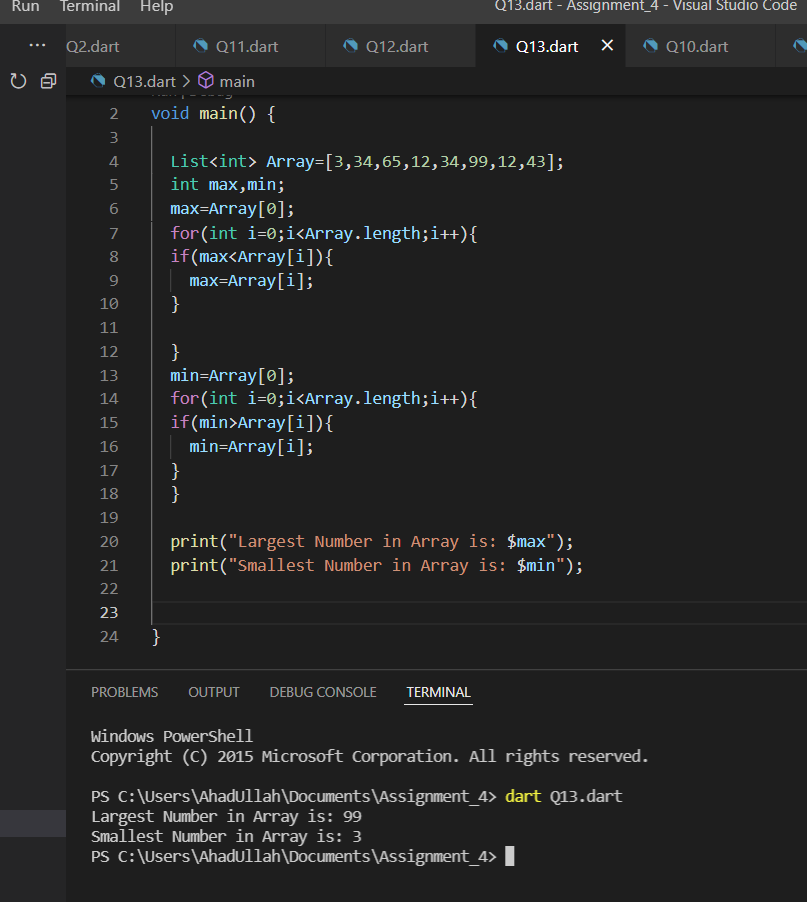 Run Terminal Help Q13.dart - Assignment_4 - Visual Studio Code
... Q2.dart Q11.dart Q12.dart Q13.dart × Q10.dart
Q13.dart > main
2 void main() {
3
4 List<int> Array=[3,34,65,12,34,99,12,43];
5 int max,min;
6 max=Array[0];
7 for(int i=0;i<Array.length;i++){
8 if(max<Array[i]){
9 max=Array[i];
10 }
11
12 }
13 min=Array[0];
14 for(int i=0;i<Array.length;i++){
15 if(min>Array[i]){
16 min=Array[i];
17 }
18 }
19
20 print("Largest Number in Array is: $max");
21 print("Smallest Number in Array is: $min");
22
23
24 }
PROBLEMS OUTPUT DEBUG CONSOLE TERMINAL
Windows PowerShell
Copyright (C) 2015 Microsoft Corporation. All rights reserved.
PS C:\Users\AhadUllah\Documents\Assignment_4> dart Q13.dart
Largest Number in Array is: 99
Smallest Number in Array is: 3
PS C:\Users\AhadUllah\Documents\Assignment_4>